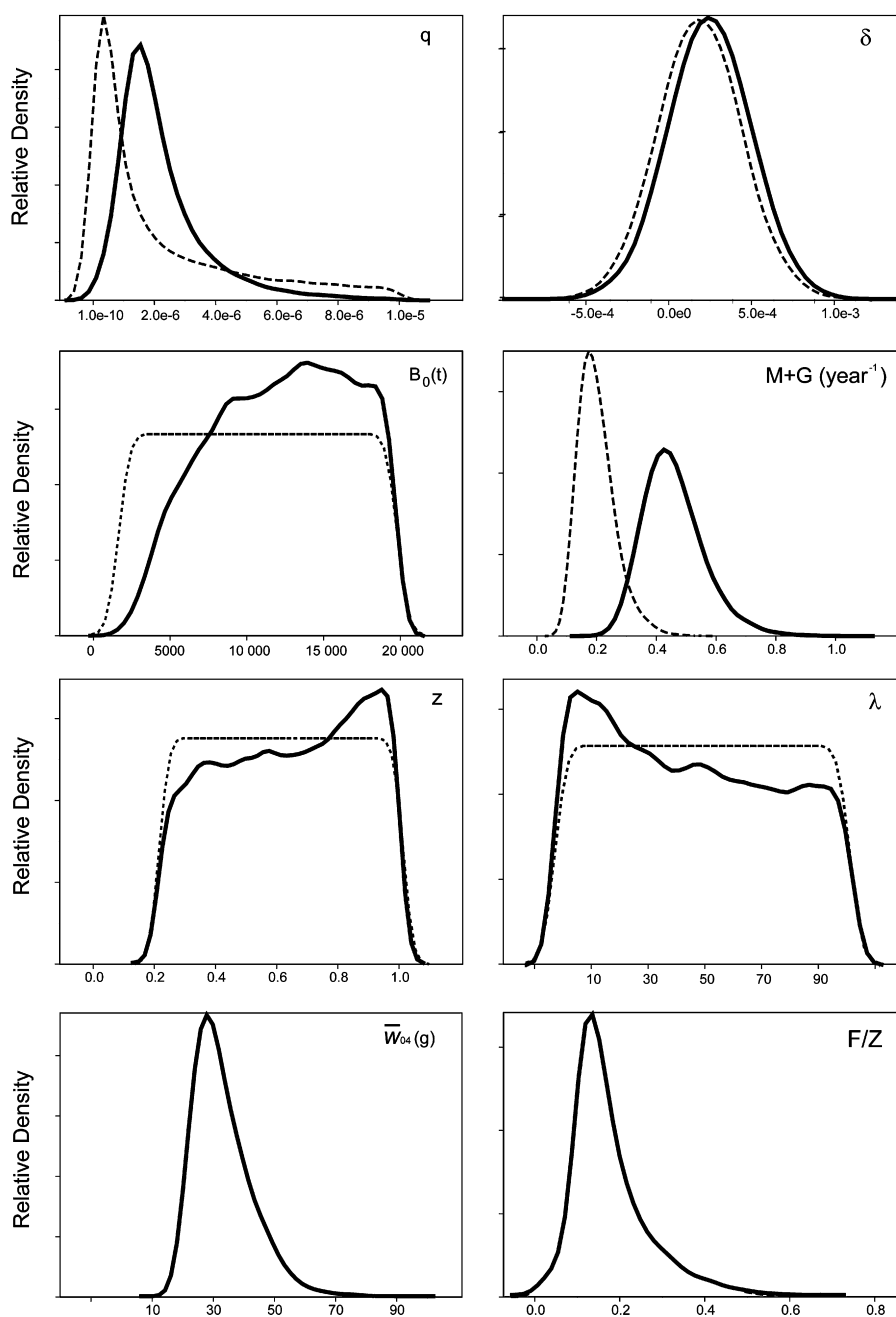 q
δ
Relative Density
1.0e-10 2.0e-6 4.0e-6 6.0e-6 8.0e-6 1.0e-5
-5.0e-4 0.0e0 5.0e-4 1.0e-3
B0(t)
M+G (year-1)
Relative Density
0 5000 10 000 15 000 20 000
0.0 0.2 0.4 0.6 0.8 1.0
z
λ
Relative Density
0.0 0.2 0.4 0.6 0.8 1.0
10 30 50 70 90
W̅04 (g)
F/Z
Relative Density
10 30 50 70 90
0.0 0.2 0.4 0.6 0.8